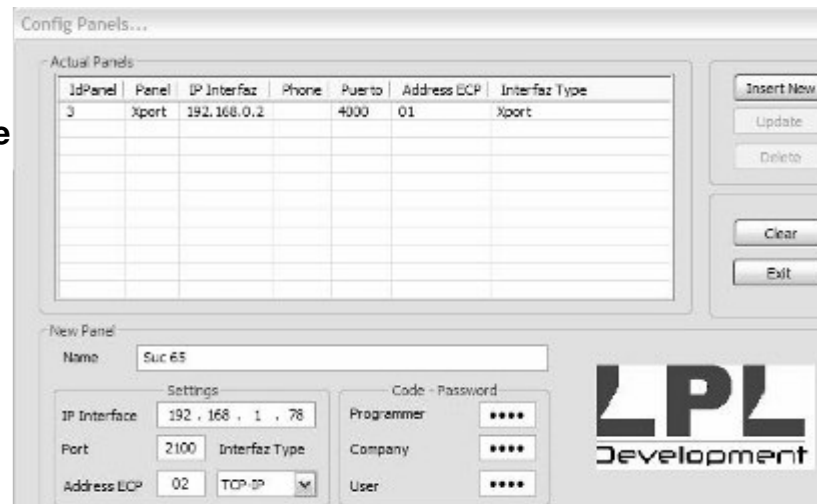 Config Panels...
Actual Panels
IdPanel Panel IP Interfaz Phone Puerto Address ECP Interfaz Type
3 Xport 192.168.0.2 4000 01 Xport
e
Insert New
Update
Delete
Clear
Exit
New Panel
Name Suc 65
Settings
IP Interface 192 . 168 . 1 . 78
Port 2100 Interfaz Type
Address ECP 02 TCP-IP
Code - Password
Programmer ••••
Company ••••
User ••••
LPL
Development